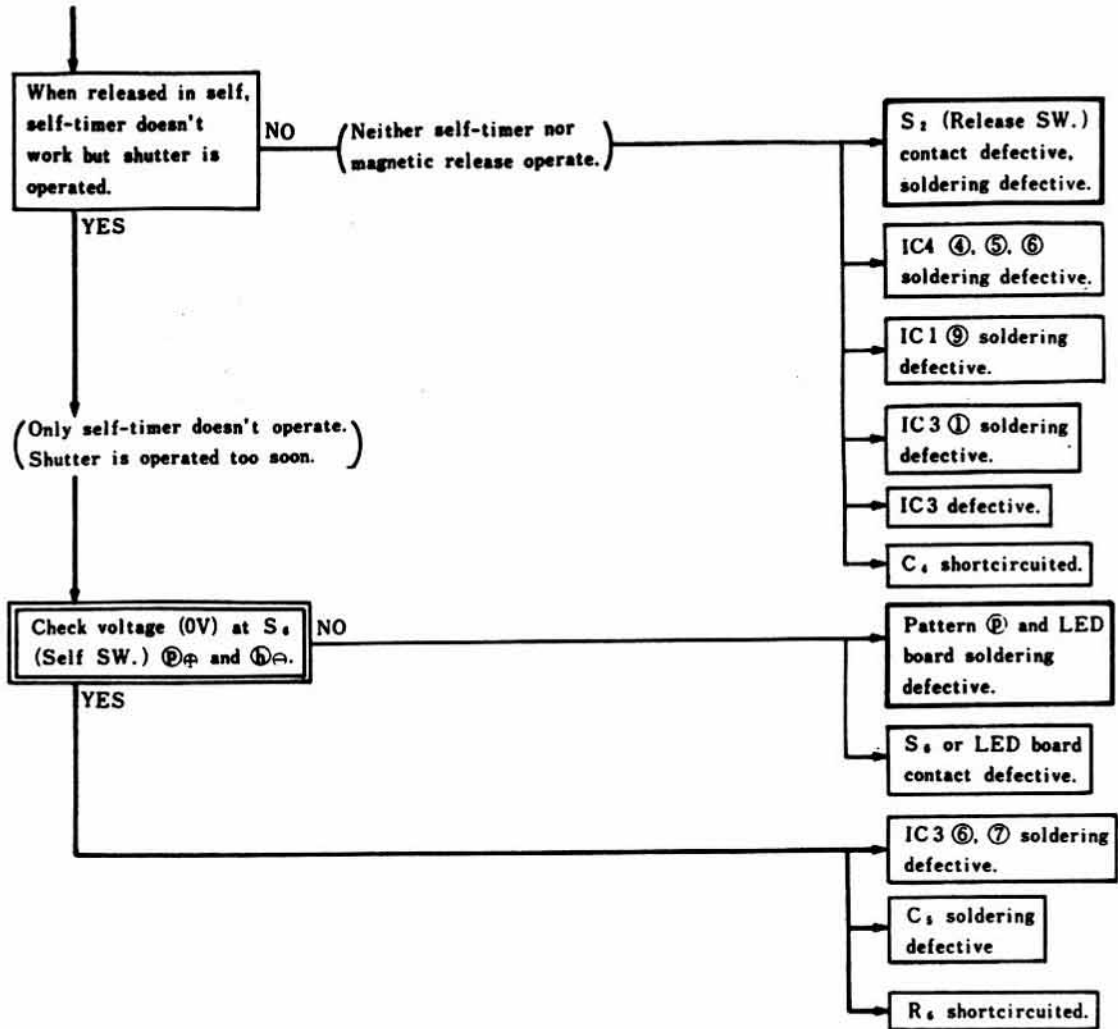 When released in self,
self-timer doesn't
work but shutter is
operated.
NO
(Neither self-timer nor
magnetic release operate.)
S₂ (Release SW.)
contact defective,
soldering defective.
YES
IC4 ④, ⑤, ⑥
soldering defective.
IC1 ⑨ soldering
defective.
IC3 ① soldering
defective.
(Only self-timer doesn't operate.
Shutter is operated too soon.)
IC3 defective.
C₄ shortcircuited.
Check voltage (0V) at S₆
(Self SW.) ⓟ⊕ and ⓗ⊖.
NO
Pattern ⓟ and LED
board soldering
defective.
YES
S₆ or LED board
contact defective.
IC3 ⑥, ⑦ soldering
defective.
C₅ soldering
defective
R₆ shortcircuited.